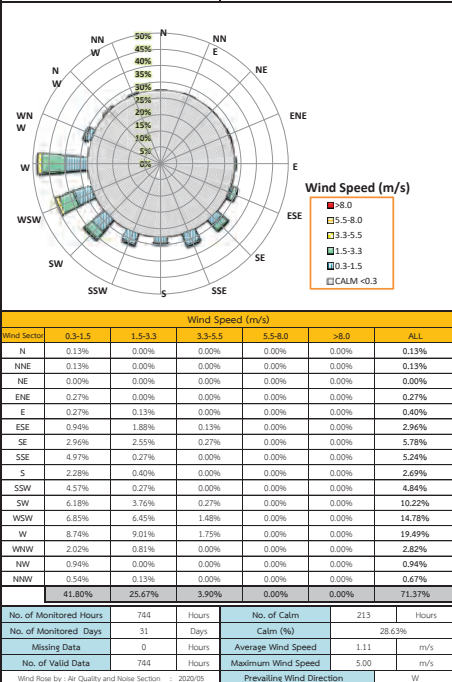 N
NN
E
NE
ENE
E
ESE
SE
SSE
S
SSW
SW
WSW
W
WN
W
N
W
NN
W
50%
45%
40%
35%
30%
25%
20%
15%
10%
5%
0%
Wind Speed (m/s)
>8.0
5.5-8.0
3.3-5.5
1.5-3.3
0.3-1.5
CALM <0.3
Wind Speed (m/s)
Wind Sector 0.3-1.5 1.5-3.3 3.3-5.5 5.5-8.0 >8.0 ALL
N 0.13% 0.00% 0.00% 0.00% 0.00% 0.13%
NNE 0.13% 0.00% 0.00% 0.00% 0.00% 0.13%
NE 0.00% 0.00% 0.00% 0.00% 0.00% 0.00%
ENE 0.27% 0.00% 0.00% 0.00% 0.00% 0.27%
E 0.27% 0.13% 0.00% 0.00% 0.00% 0.40%
ESE 0.94% 1.88% 0.13% 0.00% 0.00% 2.96%
SE 2.96% 2.55% 0.27% 0.00% 0.00% 5.78%
SSE 4.97% 0.27% 0.00% 0.00% 0.00% 5.24%
S 2.28% 0.40% 0.00% 0.00% 0.00% 2.69%
SSW 4.57% 0.27% 0.00% 0.00% 0.00% 4.84%
SW 6.18% 3.76% 0.27% 0.00% 0.00% 10.22%
WSW 6.85% 6.45% 1.48% 0.00% 0.00% 14.78%
W 8.74% 9.01% 1.75% 0.00% 0.00% 19.49%
WNW 2.02% 0.81% 0.00% 0.00% 0.00% 2.82%
NW 0.94% 0.00% 0.00% 0.00% 0.00% 0.94%
NNW 0.54% 0.13% 0.00% 0.00% 0.00% 0.67%
41.80% 25.67% 3.90% 0.00% 0.00% 71.37%
No. of Monitored Hours 744 Hours No. of Calm 213 Hours
No. of Monitored Days 31 Days Calm (%) 28.63%
Missing Data 0 Hours Average Wind Speed 1.11 m/s
No. of Valid Data 744 Hours Maximum Wind Speed 5.00 m/s
Wind Rose by : Air Quality and Noise Section : 2020/05 Prevailing Wind Direction W